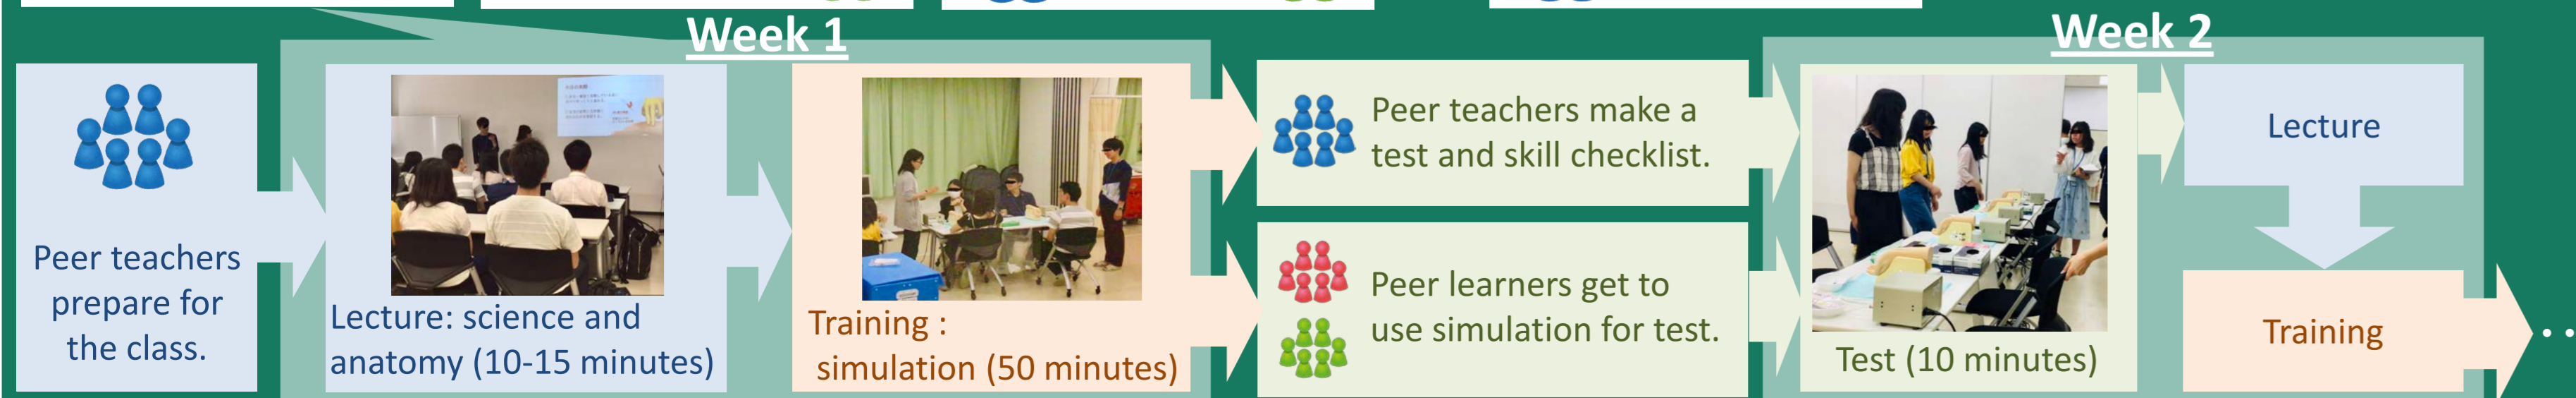 Week 1
Week 2
Peer teachers
prepare for
the class.
Lecture: science and
anatomy (10-15 minutes)
Training :
simulation (50 minutes)
Peer teachers make a
test and skill checklist.
Peer learners get to
use simulation for test.
Test (10 minutes)
Lecture
Training